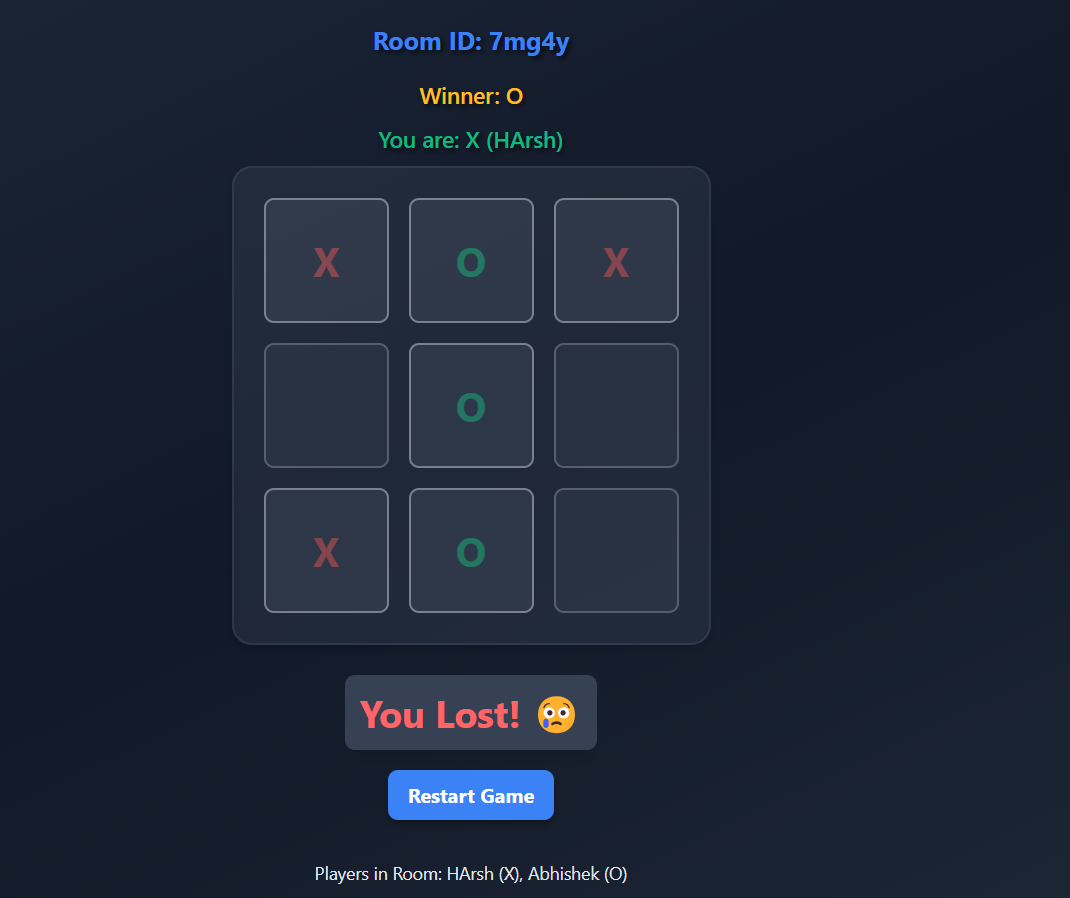 Room ID: 7mg4y
Winner: O
You are: X (HArsh)
X O X
O
X O
You Lost! 😢
Restart Game
Players in Room: HArsh (X), Abhishek (O)